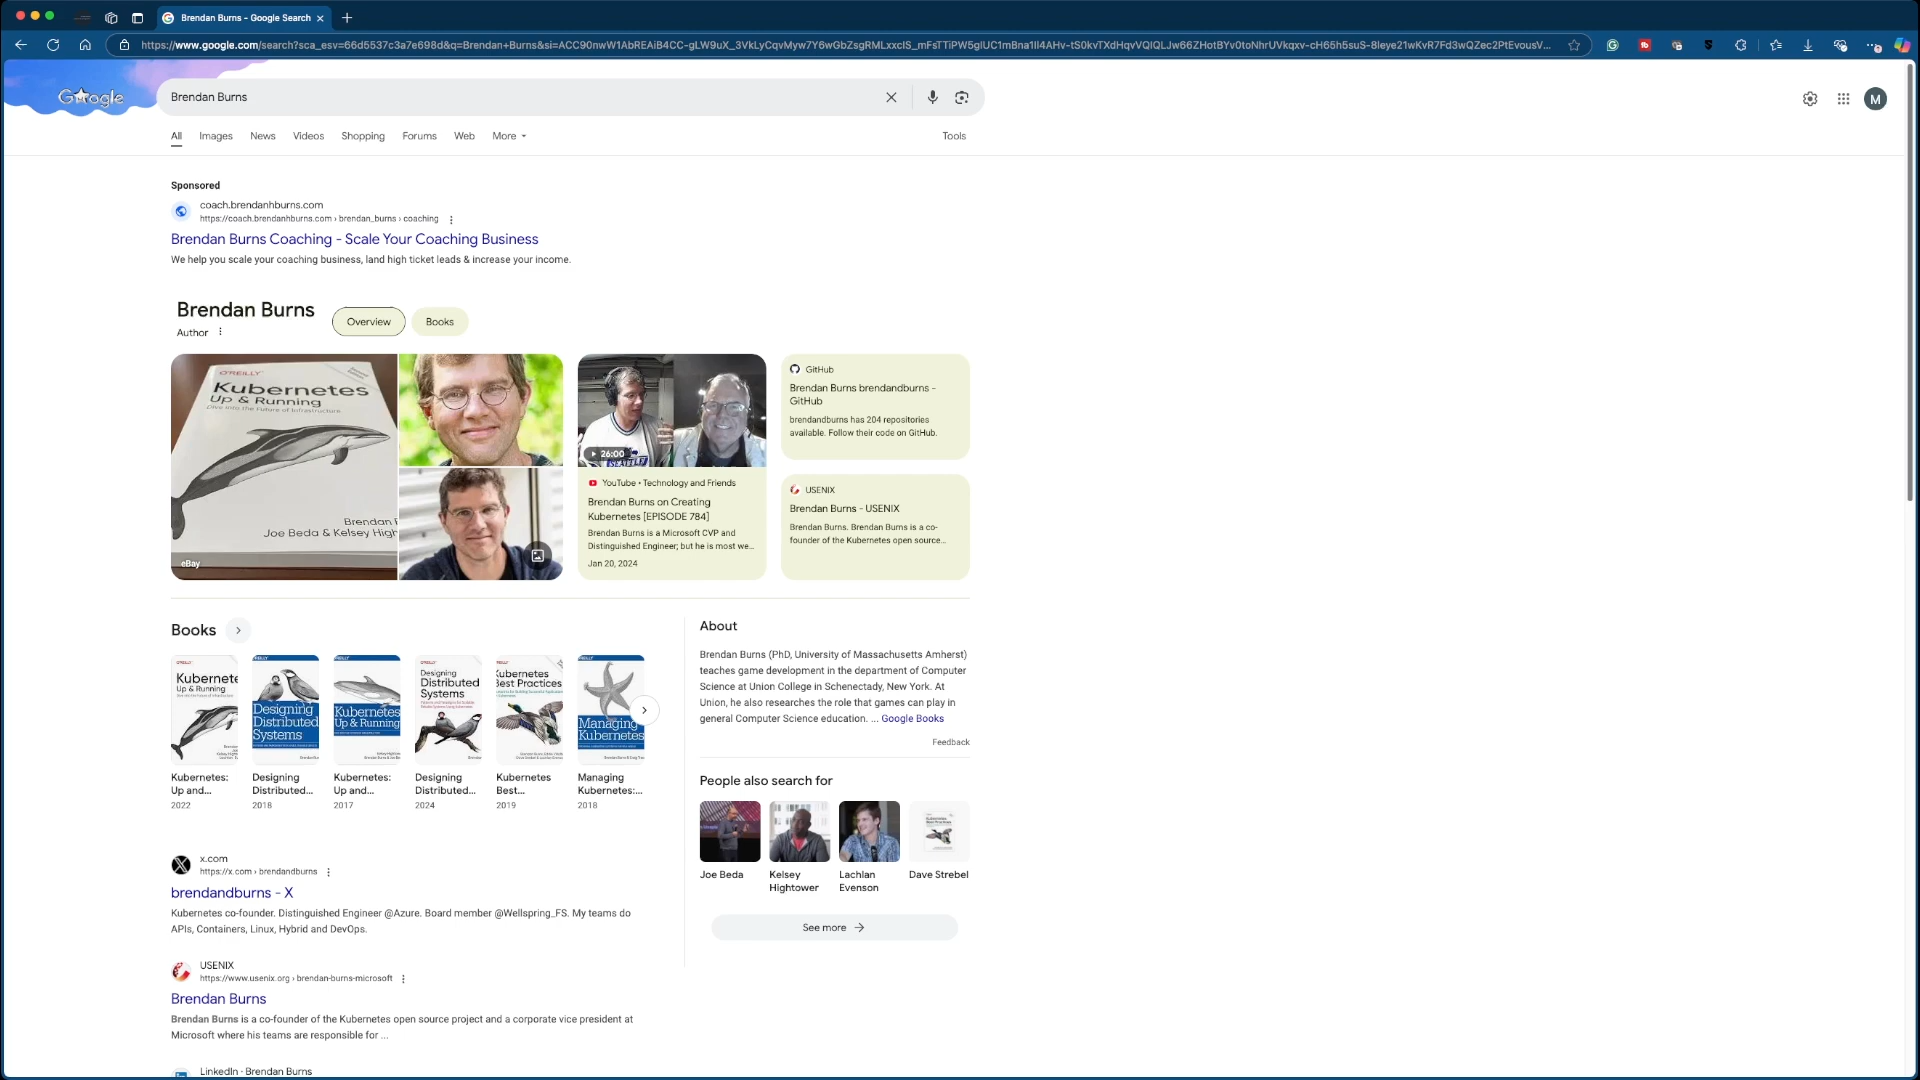 Brendan Burns - Google Search
https://www.google.com/search?sca_esv=66d5537c3a7e698d&q=Brendan+Burns&si=
Google
Brendan Burns
M
All Images News Videos Shopping Forums Web More Tools
Sponsored
coach.brendanhburns.com
https://coach.brendanhburns.com › brendan_burns › coaching
Brendan Burns Coaching - Scale Your Coaching Business
We help you scale your coaching business, land high ticket leads & increase your income.
Brendan Burns
Author
Overview Books
O'REILLY
Kubernetes
Up & Running
Dive into the Future of Infrastructure
Brendan
Joe Beda & Kelsey High
eBay
26:00
YouTube • Technology and Friends
Brendan Burns on Creating
Kubernetes [EPISODE 784]
Brendan Burns is a Microsoft CVP and
Distinguished Engineer; but he is most we...
Jan 20, 2024
GitHub
Brendan Burns brendandburns -
GitHub
brendandburns has 204 repositories
available. Follow their code on GitHub.
USENIX
Brendan Burns - USENIX
Brendan Burns. Brendan Burns is a co-
founder of the Kubernetes open source...
Books
Kubernetes:
Up and...
2022
Designing
Distributed...
2018
Kubernetes:
Up and...
2017
Designing
Distributed...
2024
Kubernetes
Best...
2019
Managing
Kubernetes:...
2018
About
Brendan Burns (PhD, University of Massachusetts Amherst)
teaches game development in the department of Computer
Science at Union College in Schenectady, New York. At
Union, he also researches the role that games can play in
general Computer Science education. ... Google Books
Feedback
People also search for
Joe Beda
Kelsey
Hightower
Lachlan
Evenson
Dave Strebel
See more
x.com
https://x.com › brendandburns
brendandburns - X
Kubernetes co-founder. Distinguished Engineer @Azure. Board member @Wellspring_FS. My teams do
APIs, Containers, Linux, Hybrid and DevOps.
USENIX
https://www.usenix.org › brendan-burns-microsoft
Brendan Burns
Brendan Burns is a co-founder of the Kubernetes open source project and a corporate vice president at
Microsoft where his teams are responsible for ...
LinkedIn · Brendan Burns